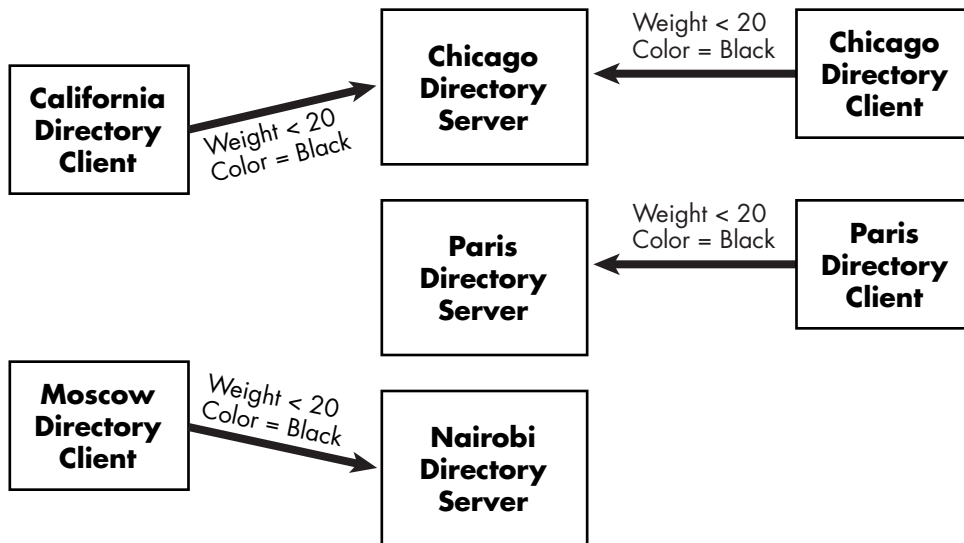 California
Directory
Client
Weight < 20
Color = Black
Chicago
Directory
Server
Weight < 20
Color = Black
Chicago
Directory
Client
Paris
Directory
Server
Weight < 20
Color = Black
Paris
Directory
Client
Moscow
Directory
Client
Weight < 20
Color = Black
Nairobi
Directory
Server